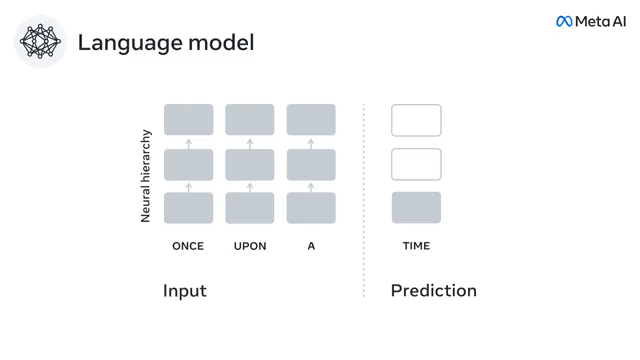 Language model
Meta AI
Neural hierarchy
ONCE UPON A TIME
Input Prediction